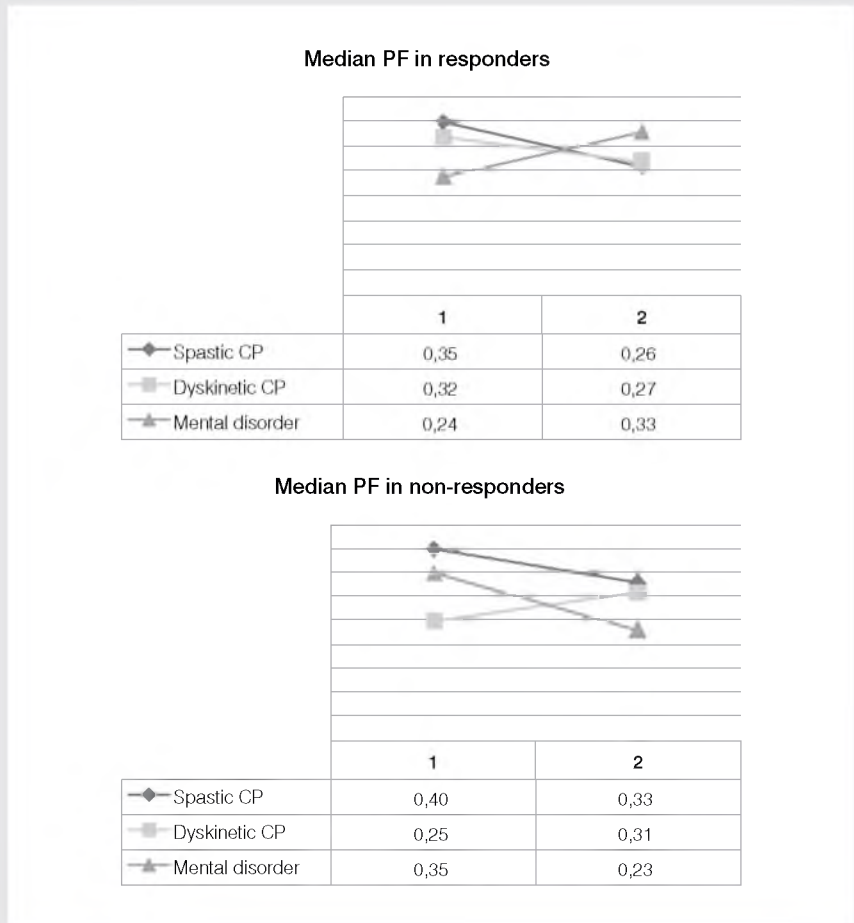 Median PF in responders
1 2
Spastic CP 0,35 0,26
Dyskinetic CP 0,32 0,27
Mental disorder 0,24 0,33
Median PF in non-responders
1 2
Spastic CP 0,40 0,33
Dyskinetic CP 0,25 0,31
Mental disorder 0,35 0,23